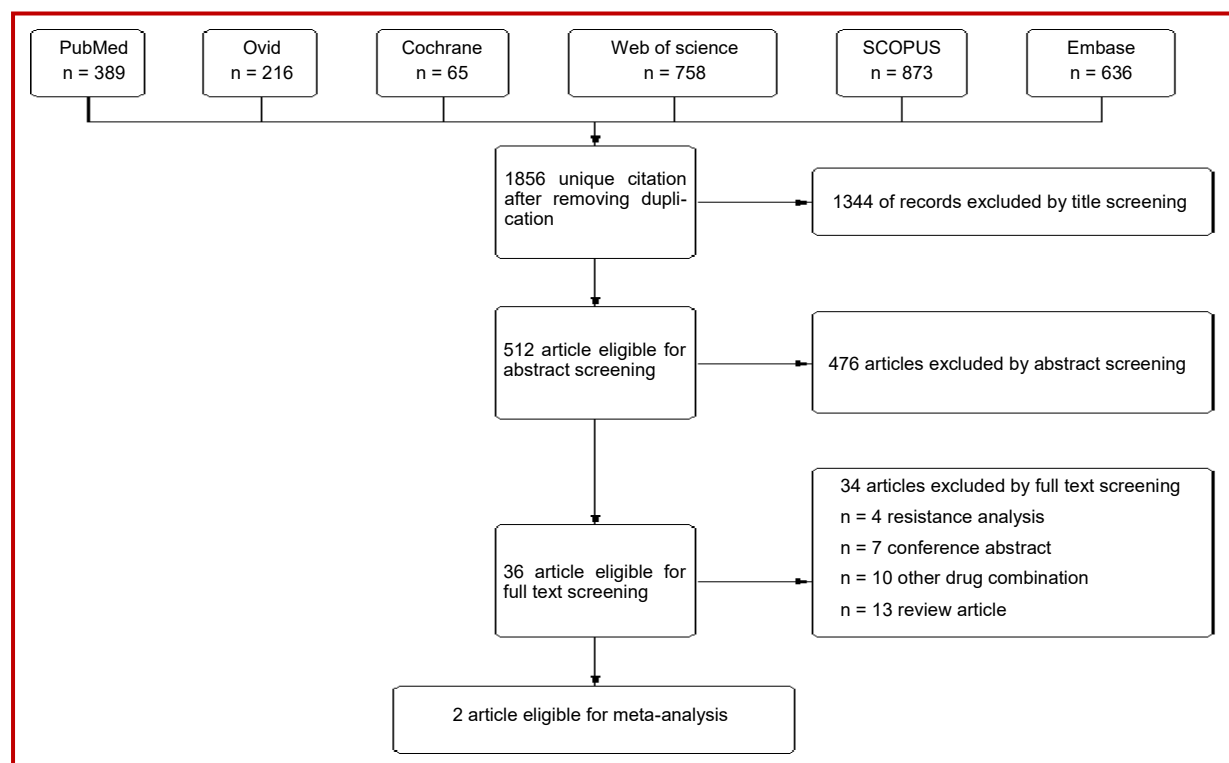 PubMed
n = 389
Ovid
n = 216
Cochrane
n = 65
Web of science
n = 758
SCOPUS
n = 873
Embase
n = 636
1856 unique citation
after removing dupli-
cation
1344 of records excluded by title screening
512 article eligible for
abstract screening
476 articles excluded by abstract screening
34 articles excluded by full text screening
n = 4 resistance analysis
n = 7 conference abstract
n = 10 other drug combination
n = 13 review article
36 article eligible for
full text screening
2 article eligible for meta-analysis